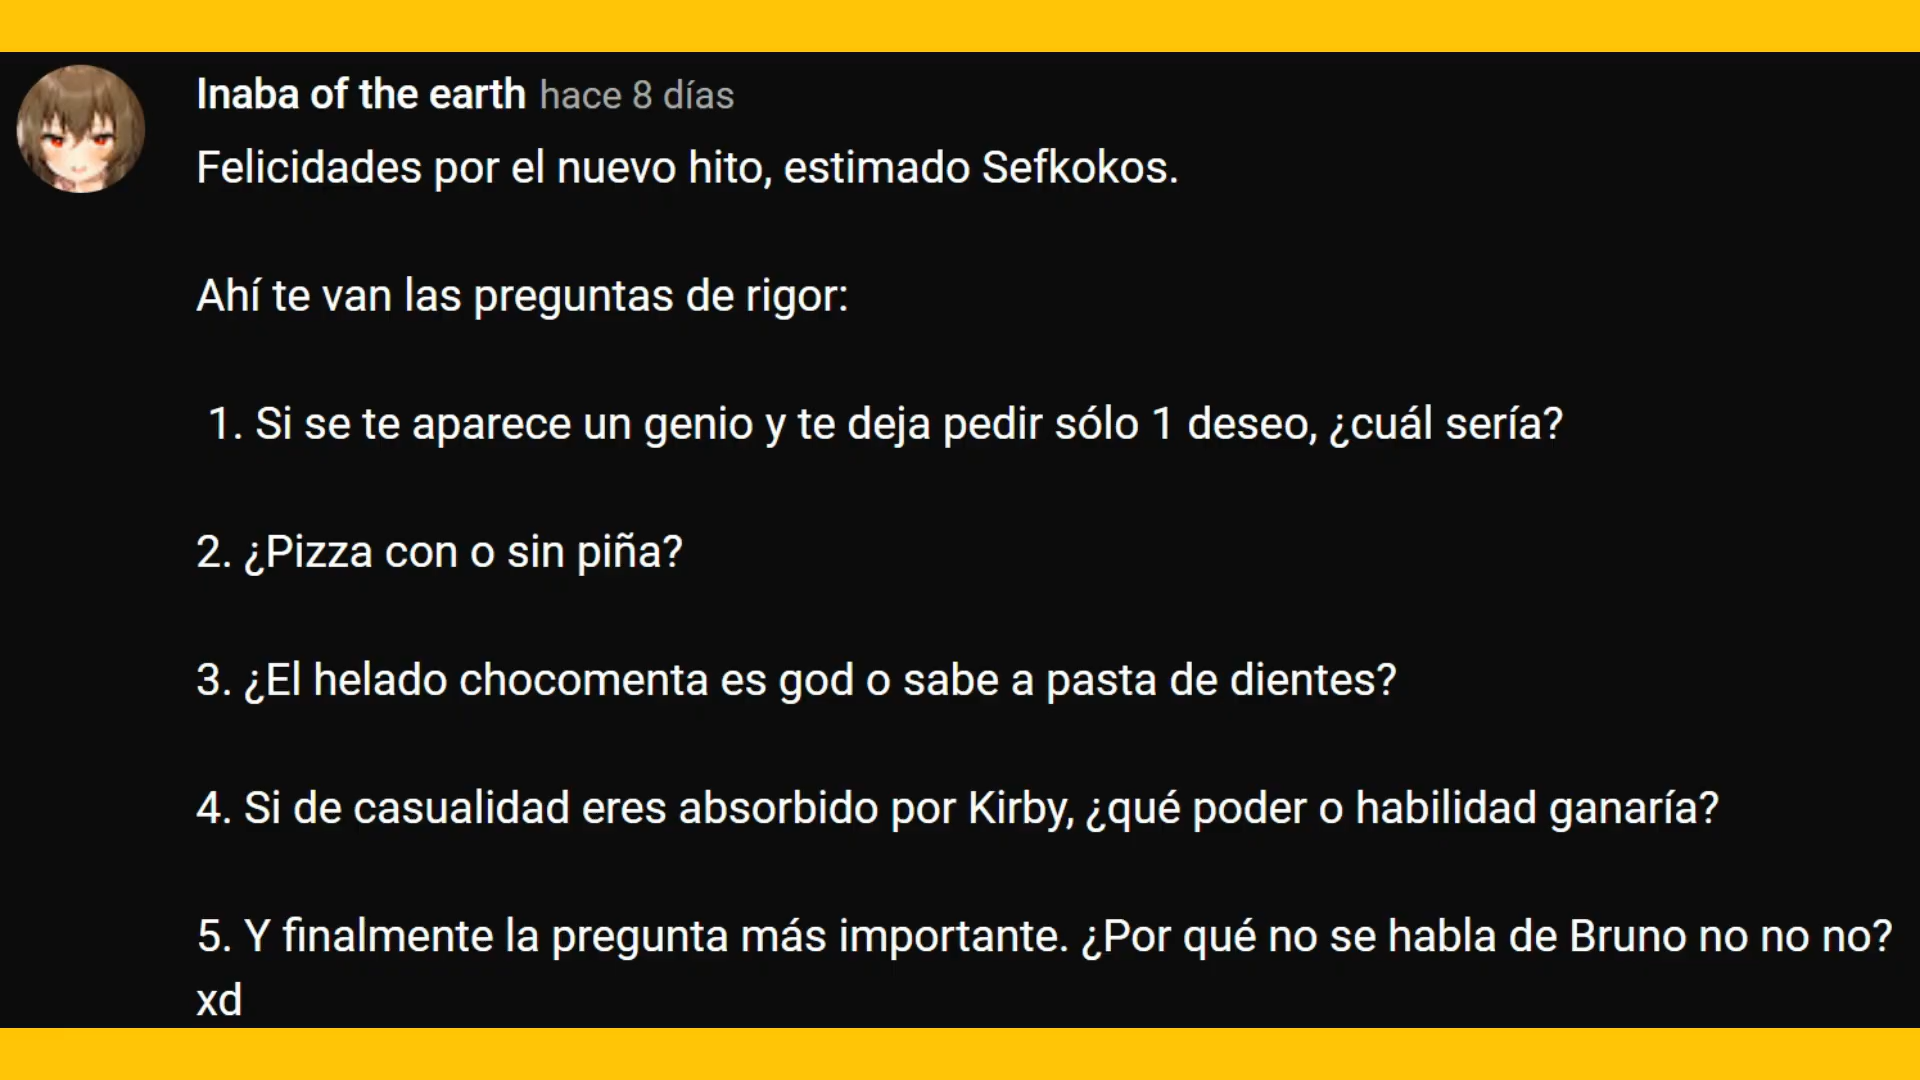 Inaba of the earth hace 8 días
Felicidades por el nuevo hito, estimado Sefkokos.
Ahí te van las preguntas de rigor:
1. Si se te aparece un genio y te deja pedir sólo 1 deseo, ¿cuál sería?
2. ¿Pizza con o sin piña?
3. ¿El helado chocomenta es god o sabe a pasta de dientes?
4. Si de casualidad eres absorbido por Kirby, ¿qué poder o habilidad ganaría?
5. Y finalmente la pregunta más importante. ¿Por qué no se habla de Bruno no no no?
xd